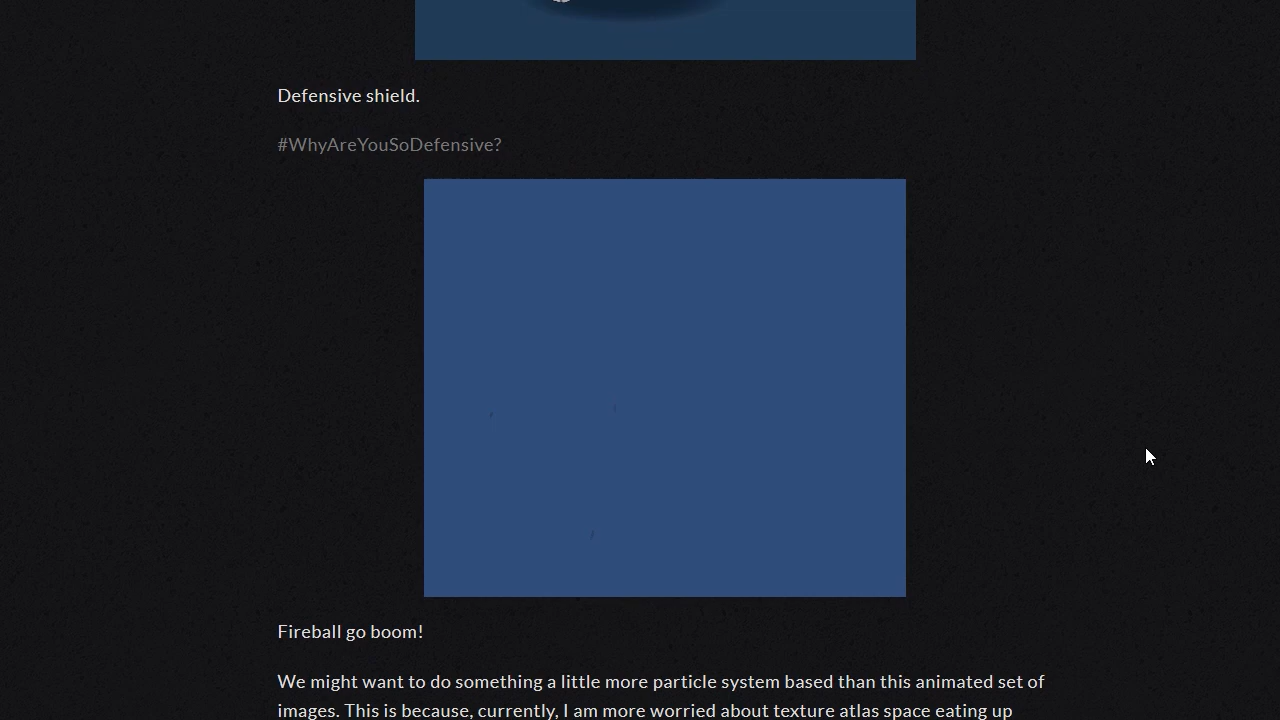 Defensive shield.
#WhyAreYouSoDefensive?
Fireball go boom!
We might want to do something a little more particle system based than this animated set of
images. This is because, currently, I am more worried about texture atlas space eating up